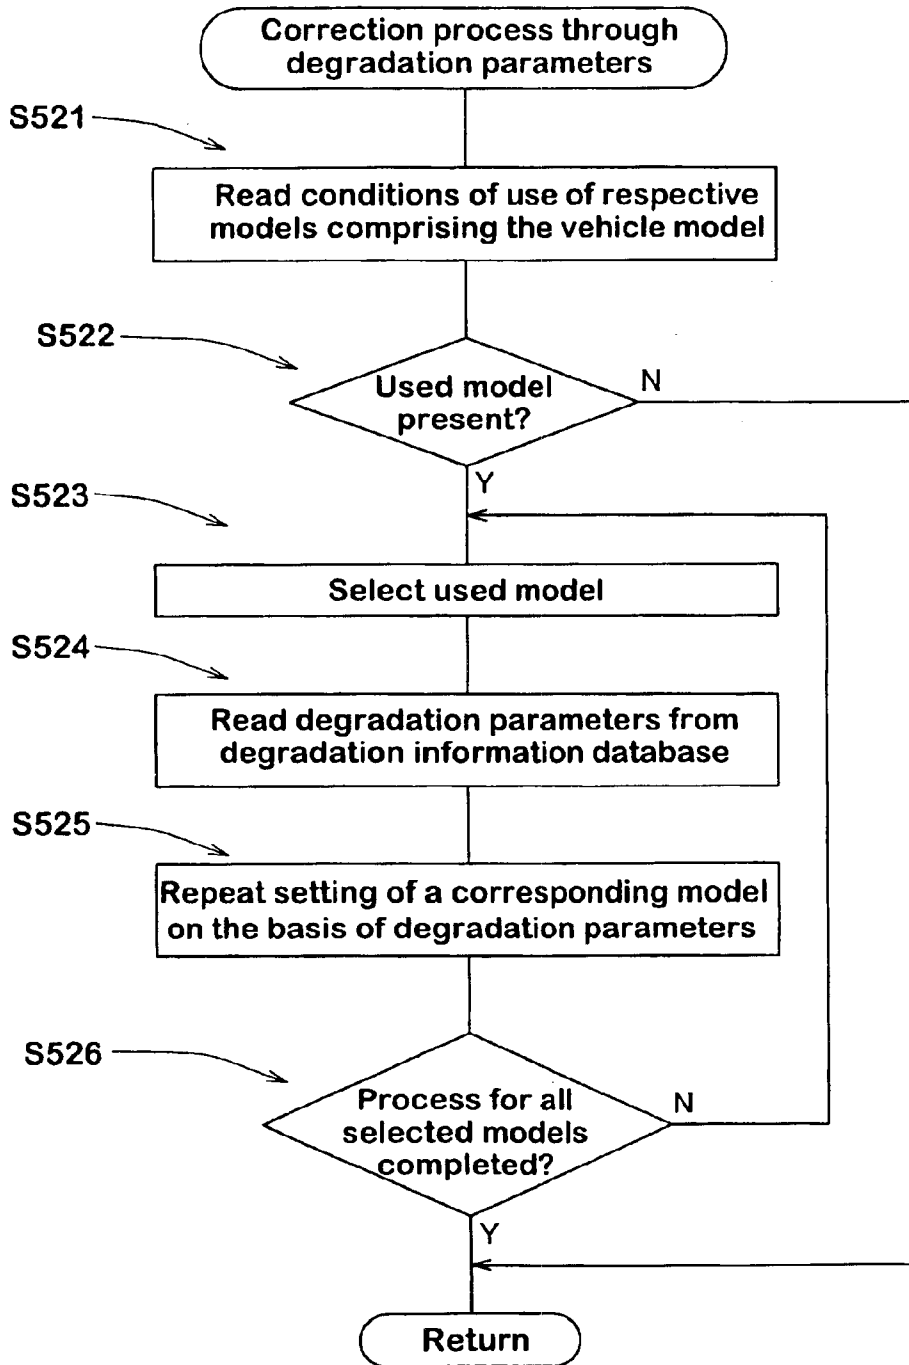 Correction process through
degradation parameters
S521
Read conditions of use of respective
models comprising the vehicle model
S522
Used model
present?
N
Y
S523
Select used model
S524
Read degradation parameters from
degradation information database
S525
Repeat setting of a corresponding model
on the basis of degradation parameters
S526
Process for all
selected models
completed?
N
Y
Return